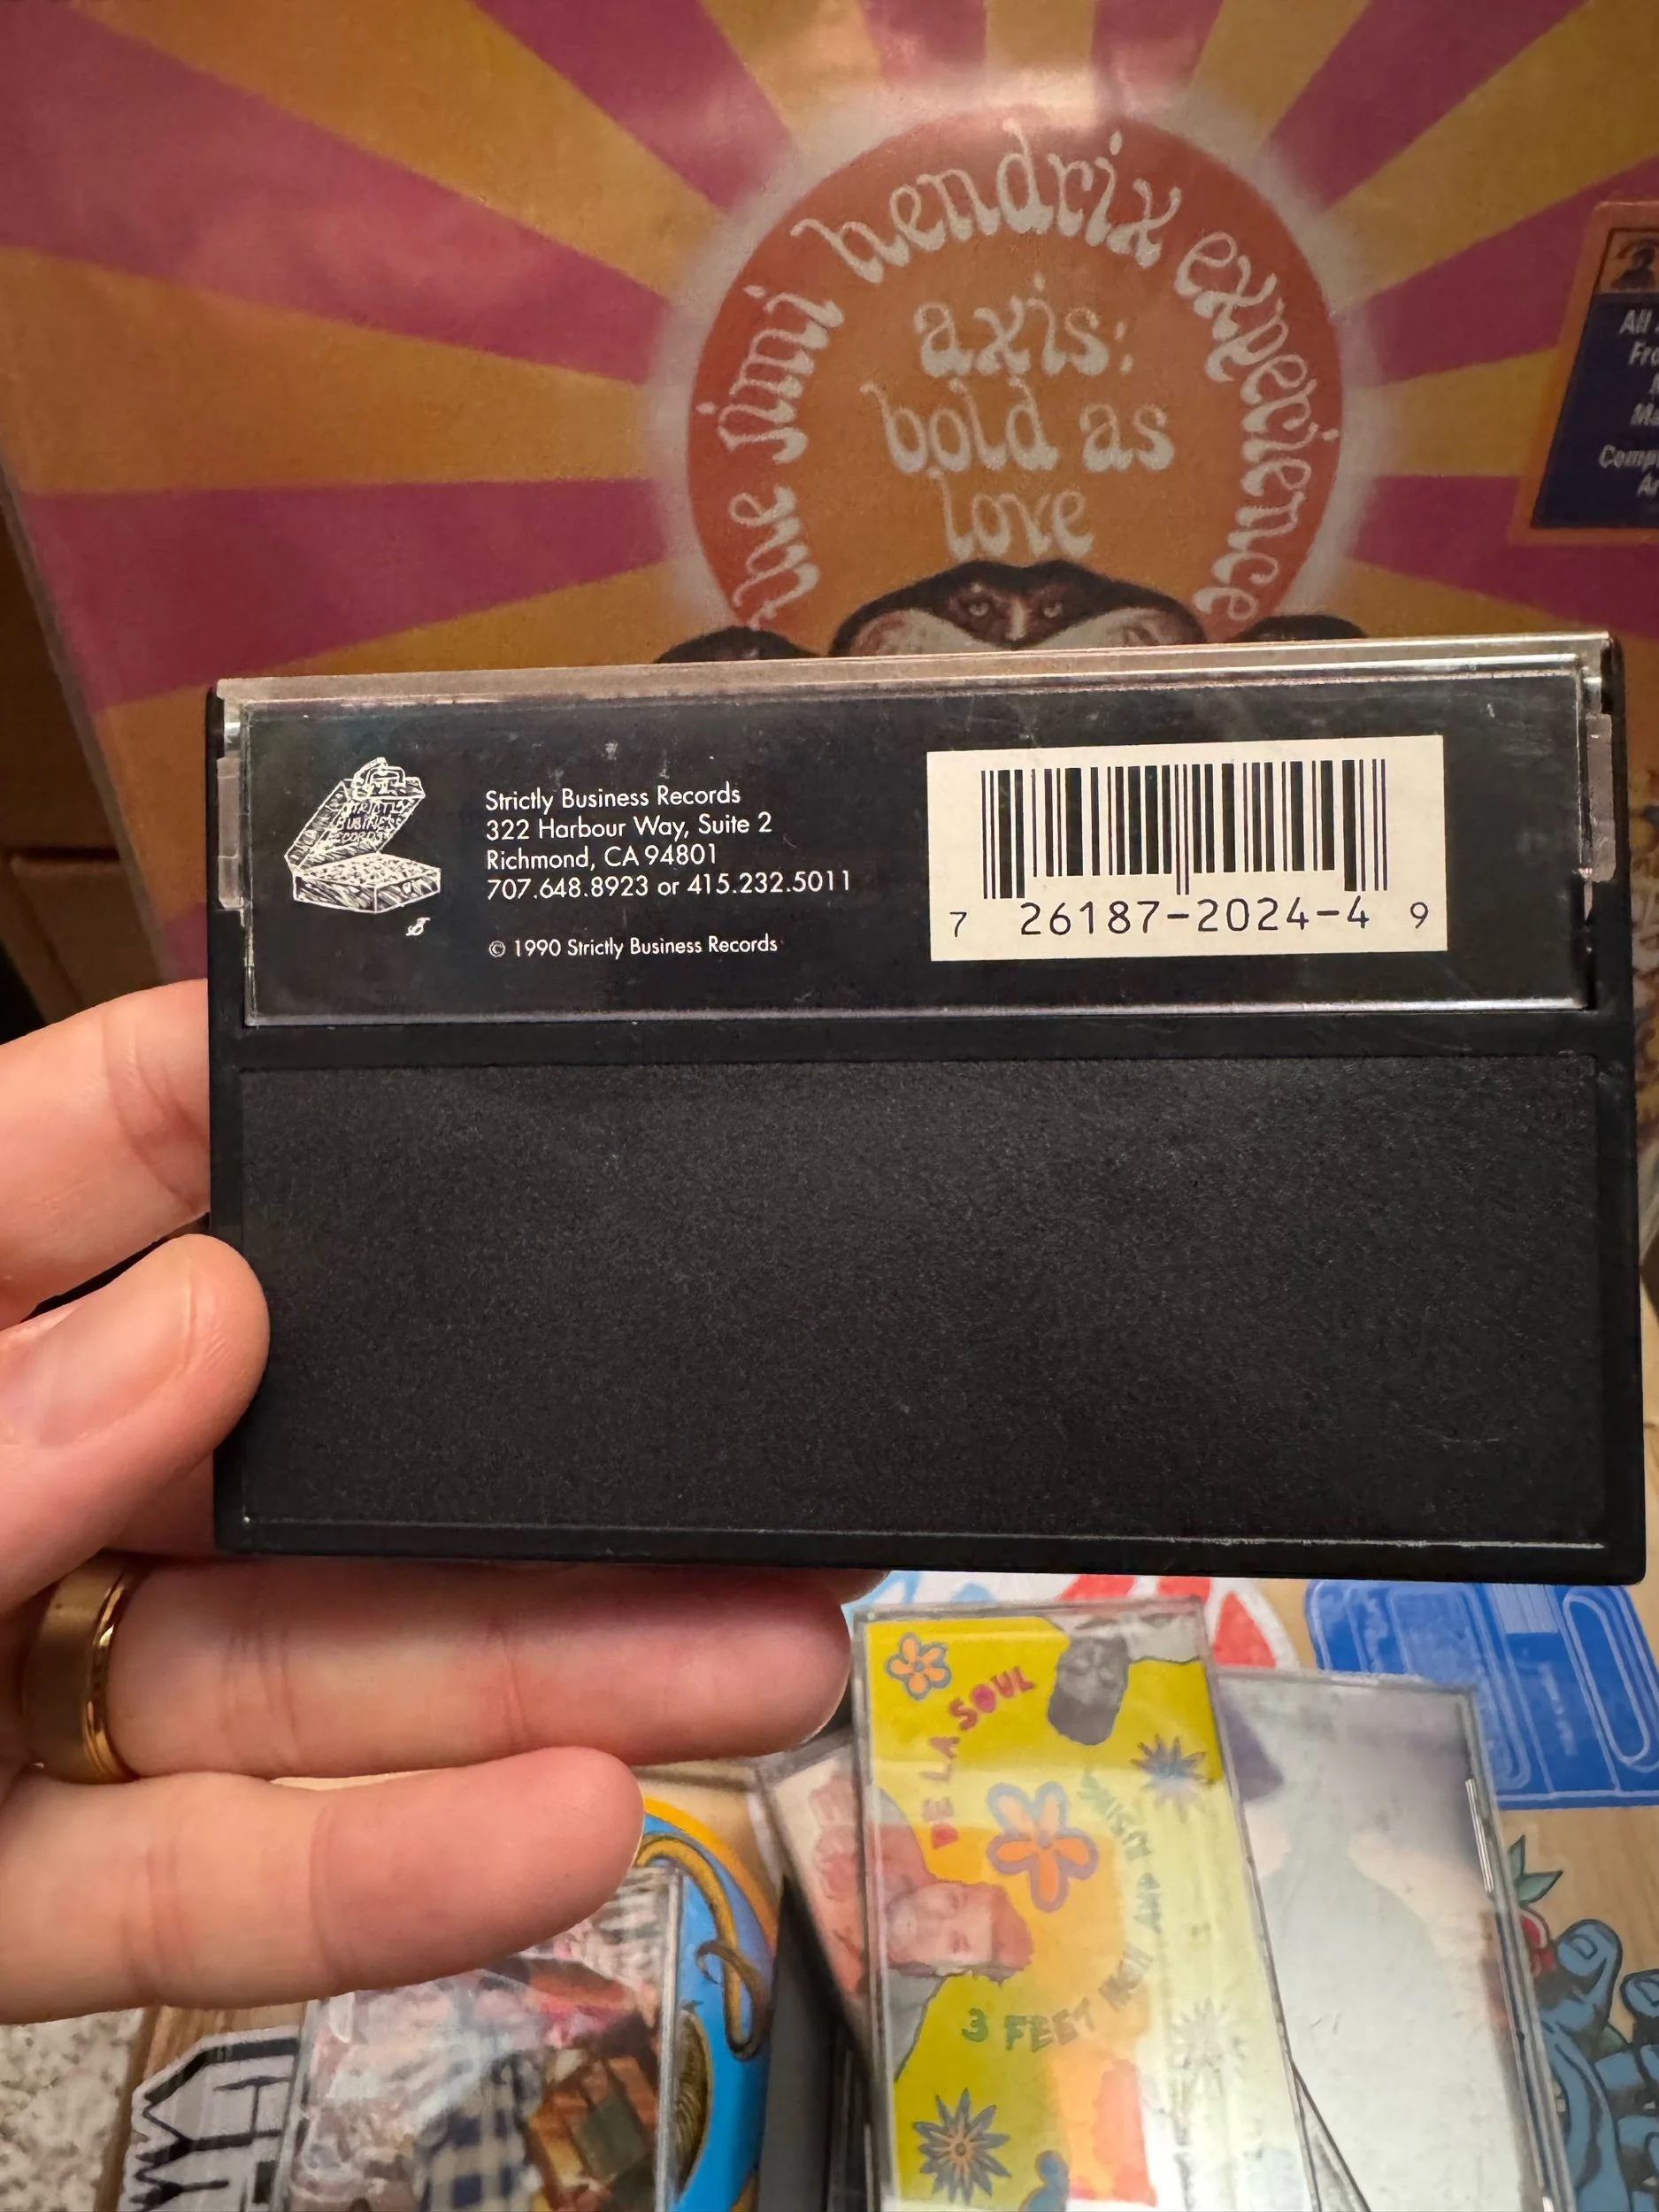 the jimi hendrix experience
axis:
bold as
love
All
Strictly Business Records
322 Harbour Way, Suite 2
Richmond, CA 94801
707.648.8923 or 415.232.5011
© 1990 Strictly Business Records
7 26187-2024-4 9
DE LA SOUL
3 FEET HIGH AND RISING